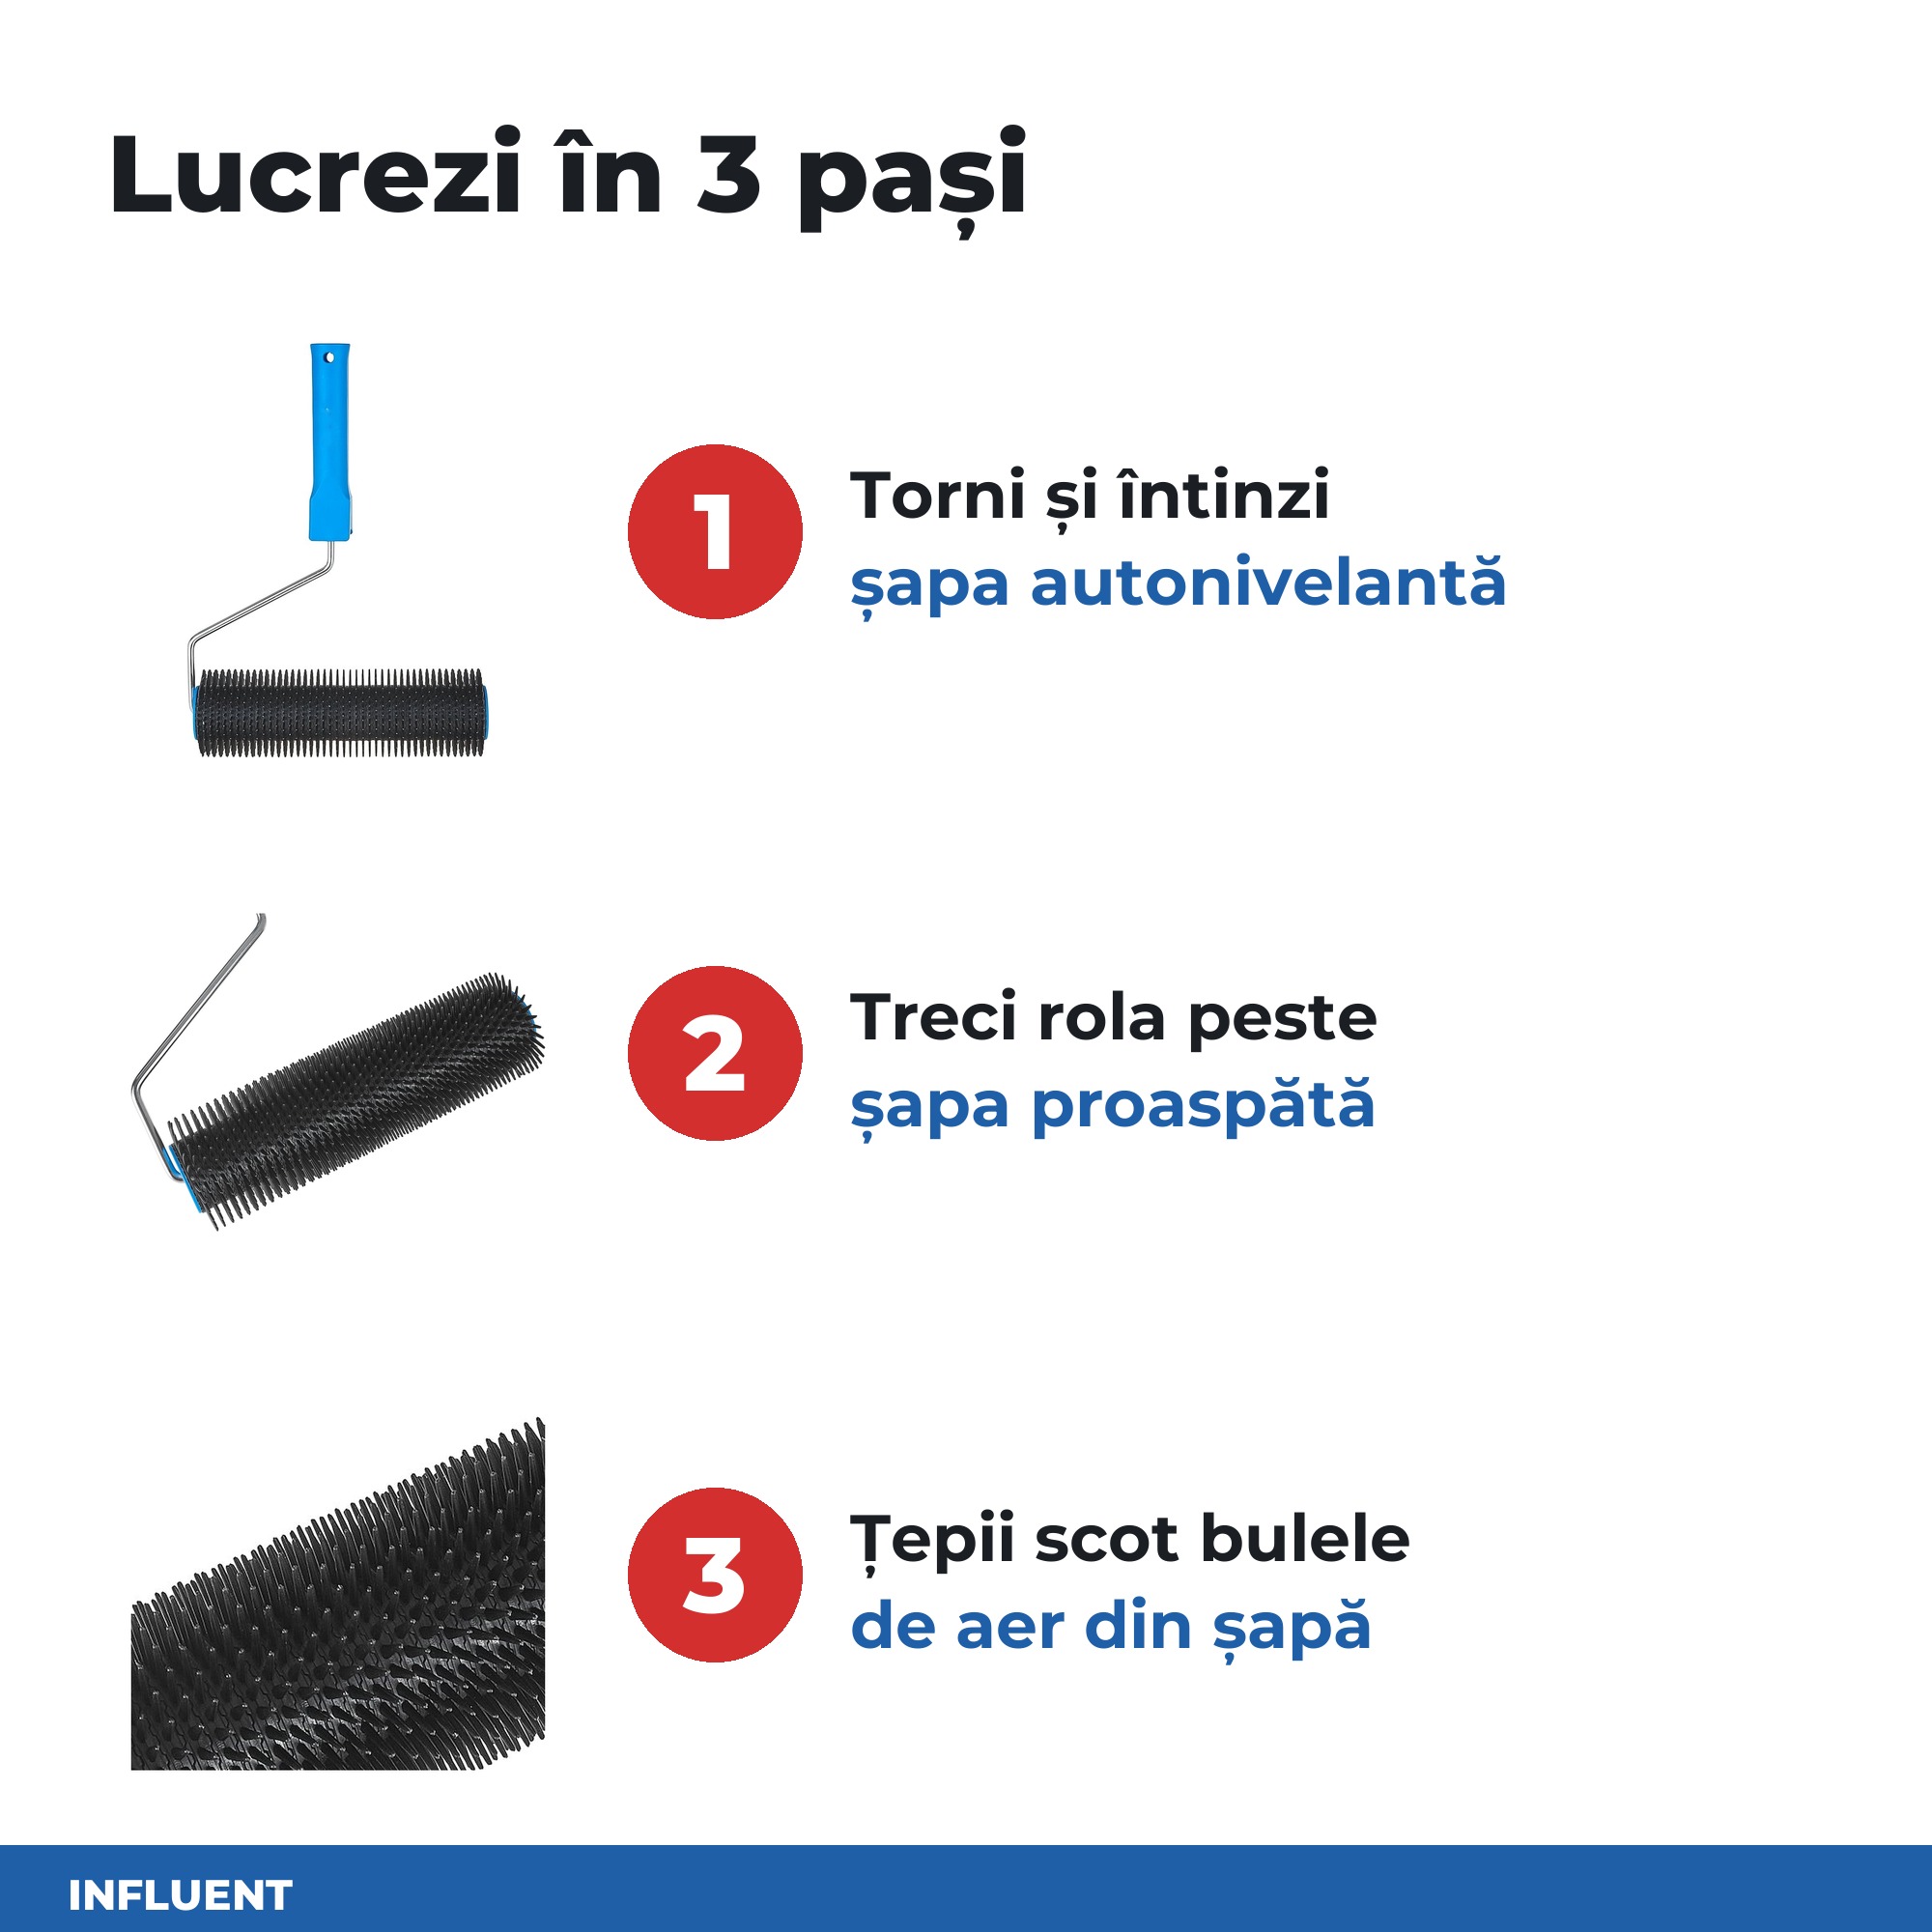 Lucrezi în 3 pași
1
Torni și întinzi
șapa autonivelantă
2
Treci rola peste
șapa proaspătă
3
Țepii scot bulele
de aer din șapă
INFLUENT